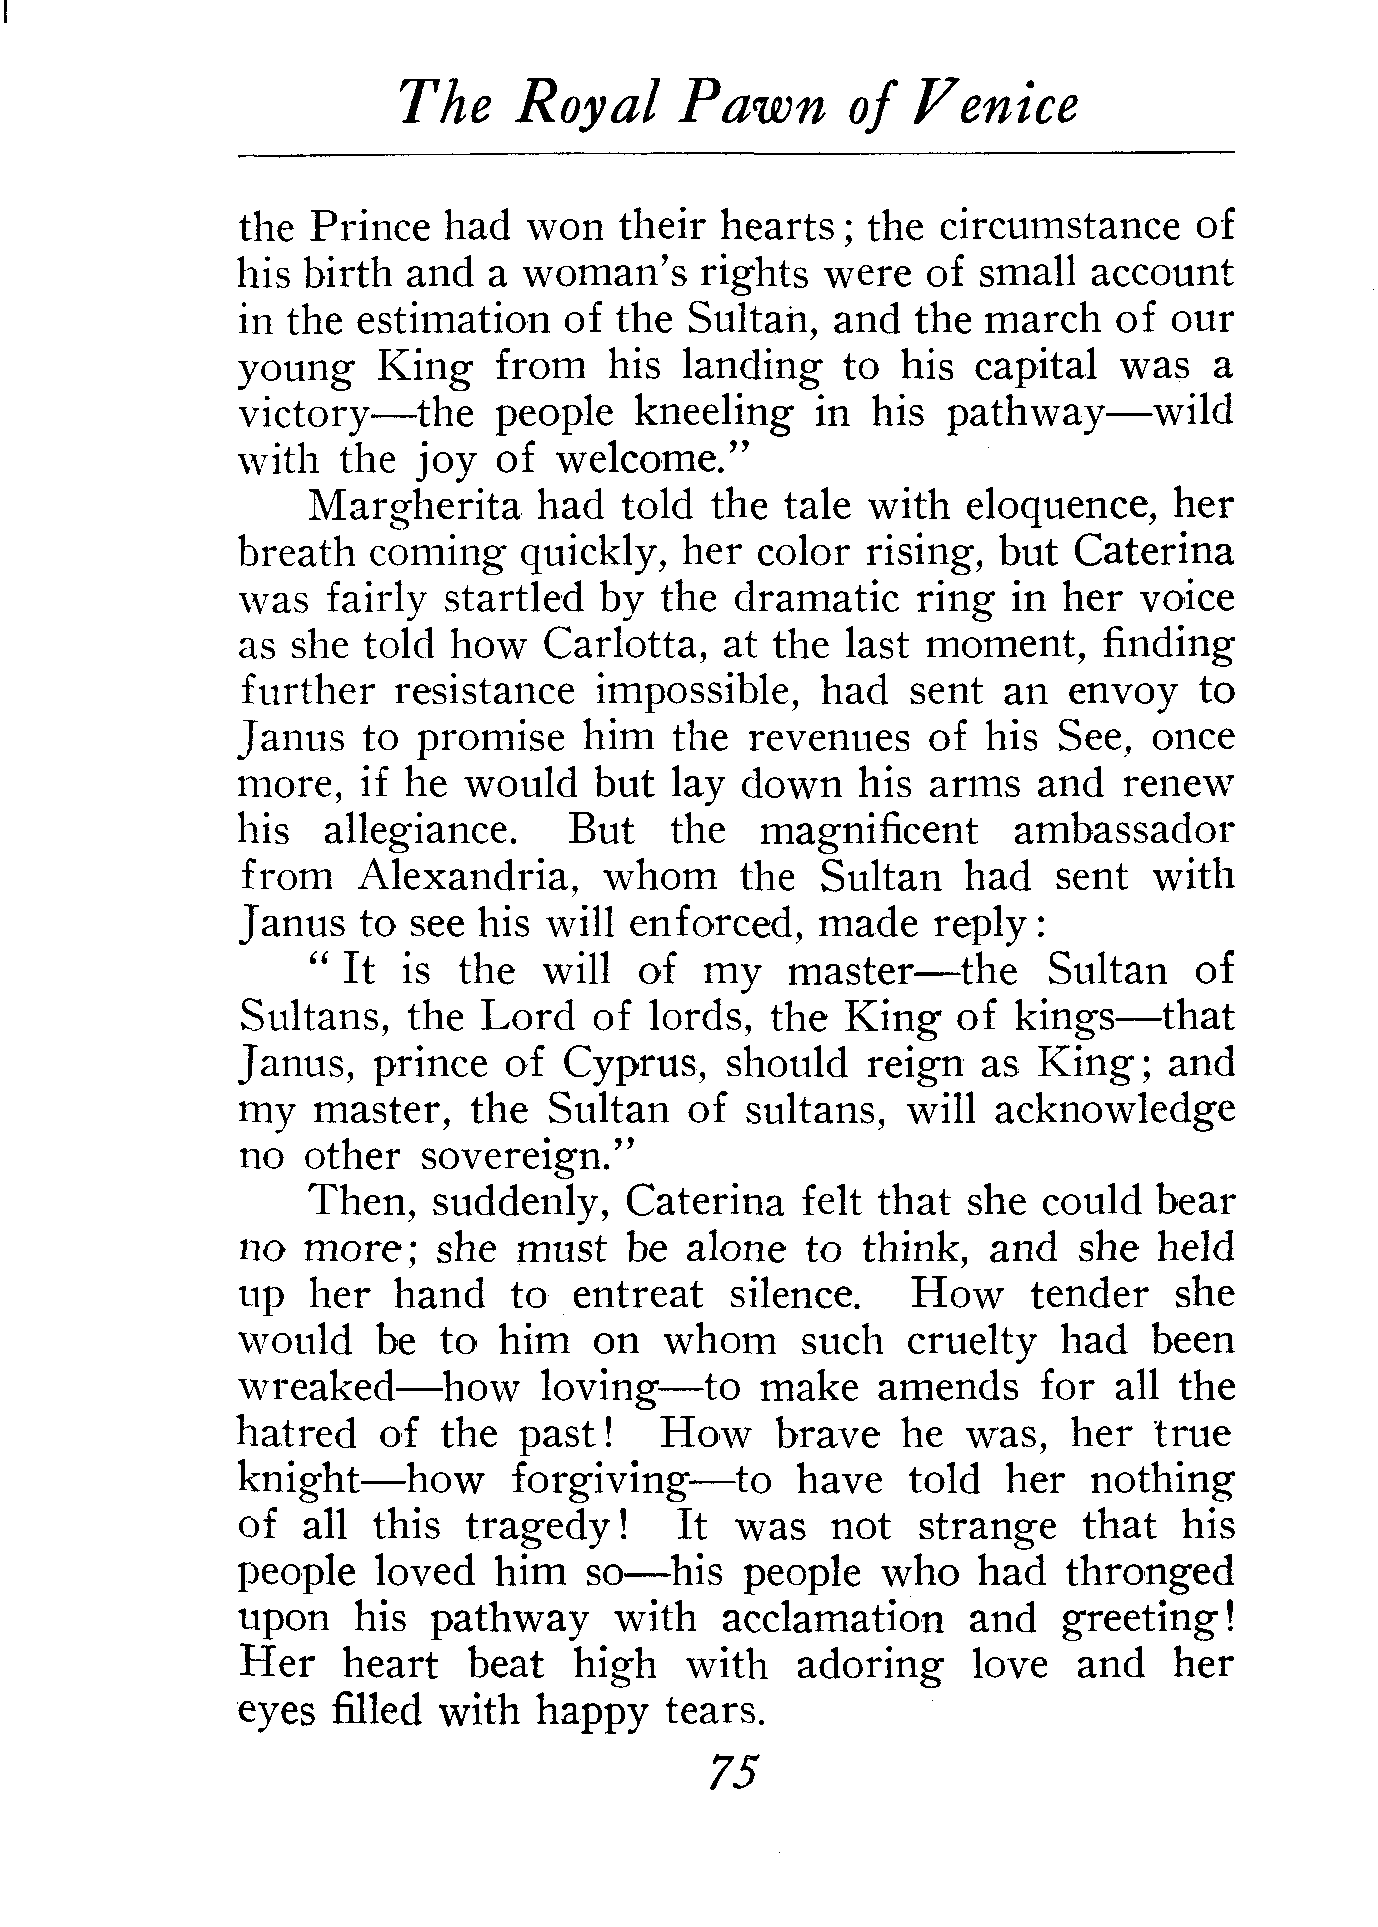 The Royal Pawn of Venice
the Prince had won their hearts; the circumstance of
his birth and a woman's rights were of small account
in the estimation of the Sultan, and the march of our
young King from his landing to his capital was a
victory—the people kneeling in his pathway—wild
with the joy of welcome."
Margherita had told the tale with eloquence, her
breath coming quickly, her color rising, but Caterina
was fairly startled by the dramatic ring in her voice
as she told how Carlotta, at the last moment, finding
further resistance impossible, had sent an envoy to
Janus to promise him the revenues of his See, once
more, if he would but lay down his arms and renew
his allegiance. But the magnificent ambassador
from Alexandria, whom the Sultan had sent with
Janus to see his will enforced, made reply:
"It is the will of my master—the Sultan of
Sultans, the Lord of lords, the King of kings—that
Janus, prince of Cyprus, should reign as King; and
my master, the Sultan of sultans, will acknowledge
no other sovereign."
Then, suddenly, Caterina felt that she could bear
no more; she must be alone to think, and she held
up her hand to entreat silence. How tender she
would be to him on whom such cruelty had been
wreaked—how loving—to make amends for all the
hatred of the past! How brave he was, her true
knight—how forgiving—to have told her nothing
of all this tragedy! It was not strange that his
people loved him so—his people who had thronged
upon his pathway with acclamation and greeting!
Her heart beat high with adoring love and her
eyes filled with happy tears.
75